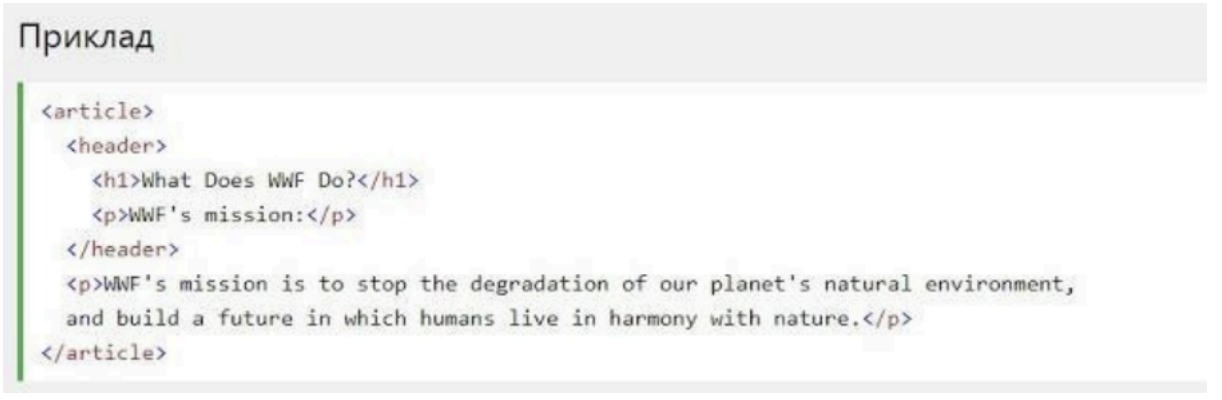 Приклад
<article>
<header>
<h1>What Does WWF Do?</h1>
<p>WWF's mission:</p>
</header>
<p>WWF's mission is to stop the degradation of our planet's natural environment,
and build a future in which humans live in harmony with nature.</p>
</article>